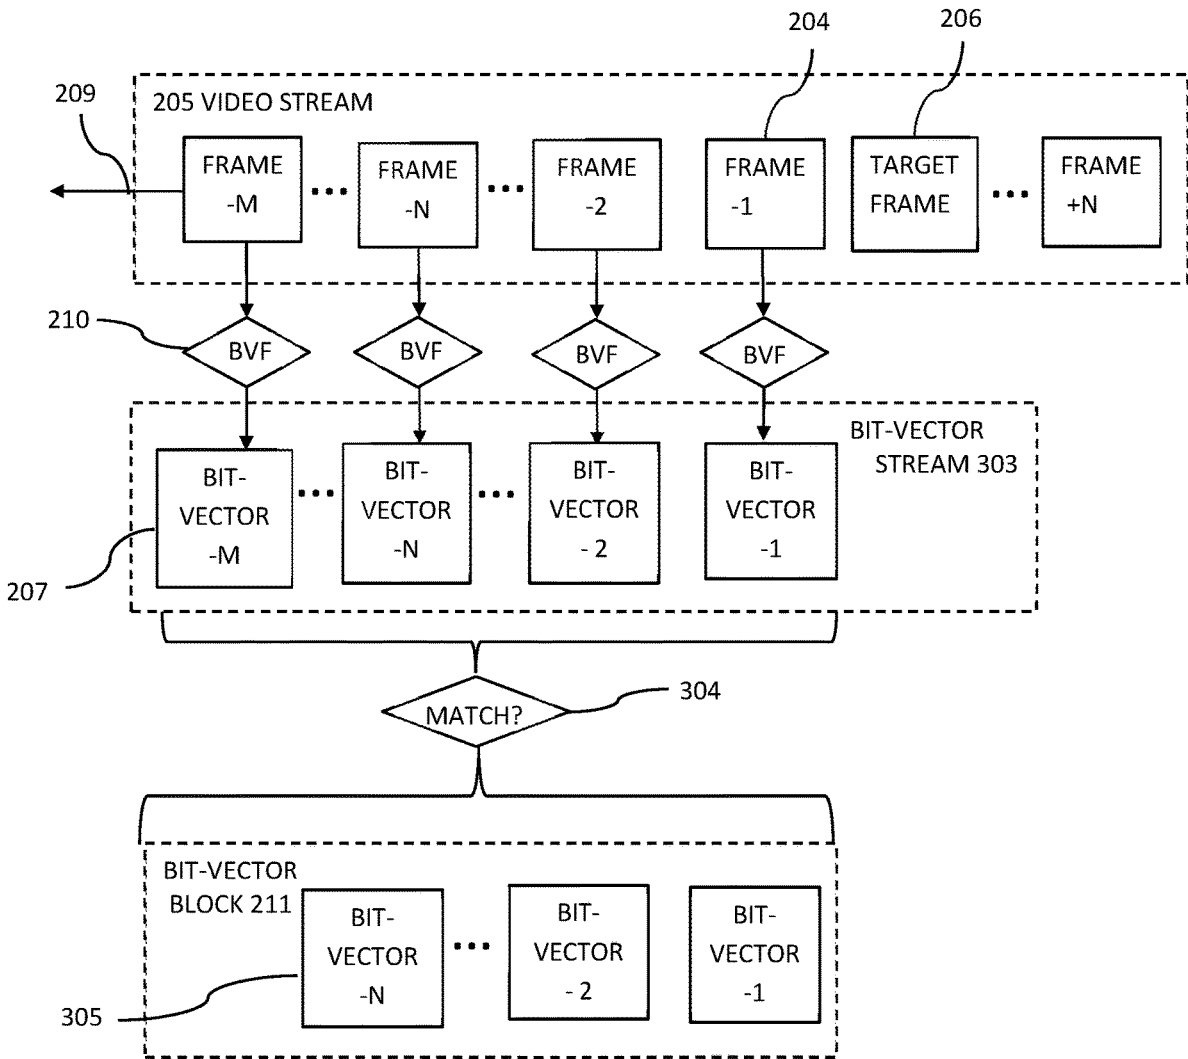 204
206
209
205 VIDEO STREAM
FRAME
-M
...
FRAME
-N
...
FRAME
-2
FRAME
-1
TARGET
FRAME
...
FRAME
+N
210
BVF
BVF
BVF
BVF
BIT-VECTOR
STREAM 303
BIT-
VECTOR
-M
...
BIT-
VECTOR
-N
...
BIT-
VECTOR
- 2
BIT-
VECTOR
-1
207
MATCH?
304
BIT-VECTOR
BLOCK 211
BIT-
VECTOR
-N
...
BIT-
VECTOR
- 2
BIT-
VECTOR
-1
305